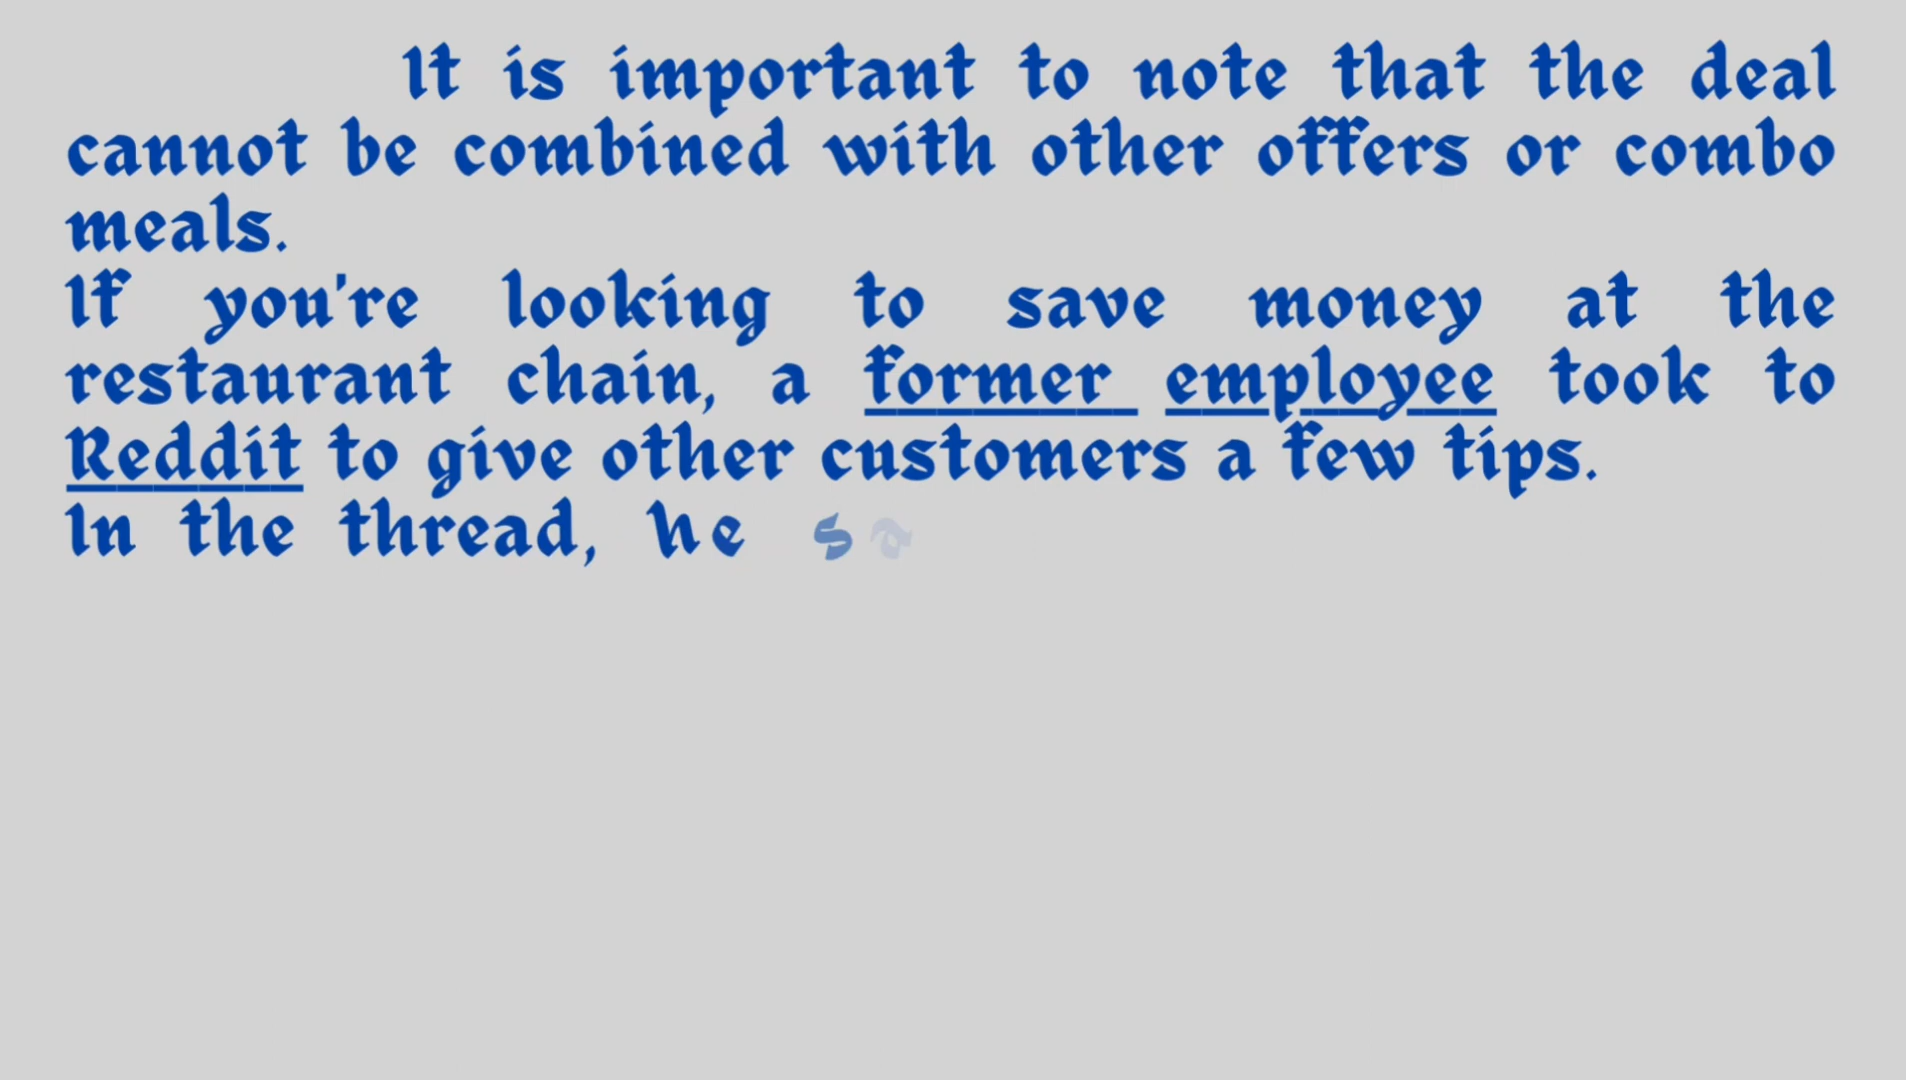 It is important to note that the deal
cannot be combined with other offers or combo
meals.
If you're looking to save money at the
restaurant chain, a former employee took to
Reddit to give other customers a few tips.
In the thread, he sa